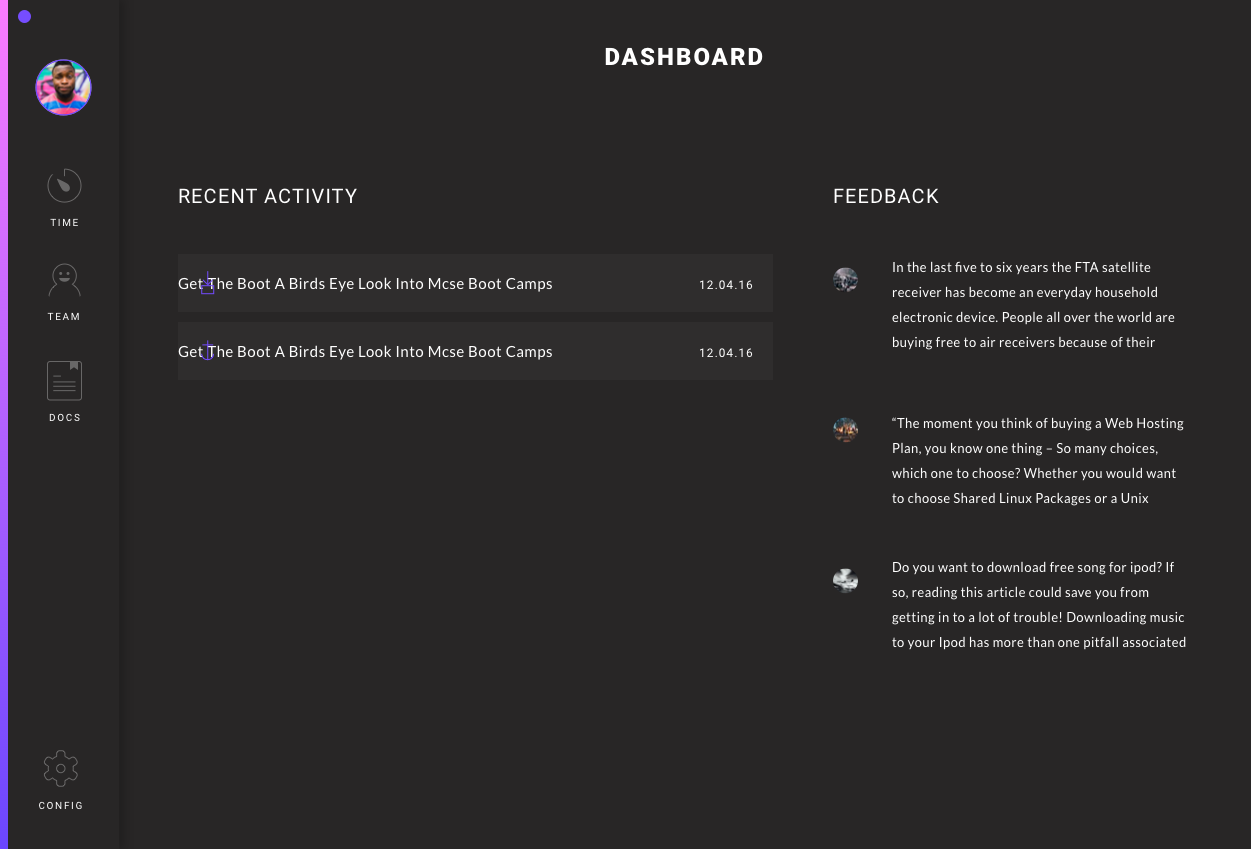 DASHBOARD
TIME
TEAM
DOCS
CONFIG
RECENT ACTIVITY
Get The Boot A Birds Eye Look Into Mcse Boot Camps
12.04.16
Get The Boot A Birds Eye Look Into Mcse Boot Camps
12.04.16
FEEDBACK
In the last five to six years the FTA satellite
receiver has become an everyday household
electronic device. People all over the world are
buying free to air receivers because of their
“The moment you think of buying a Web Hosting
Plan, you know one thing – So many choices,
which one to choose? Whether you would want
to choose Shared Linux Packages or a Unix
Do you want to download free song for ipod? If
so, reading this article could save you from
getting in to a lot of trouble! Downloading music
to your Ipod has more than one pitfall associated